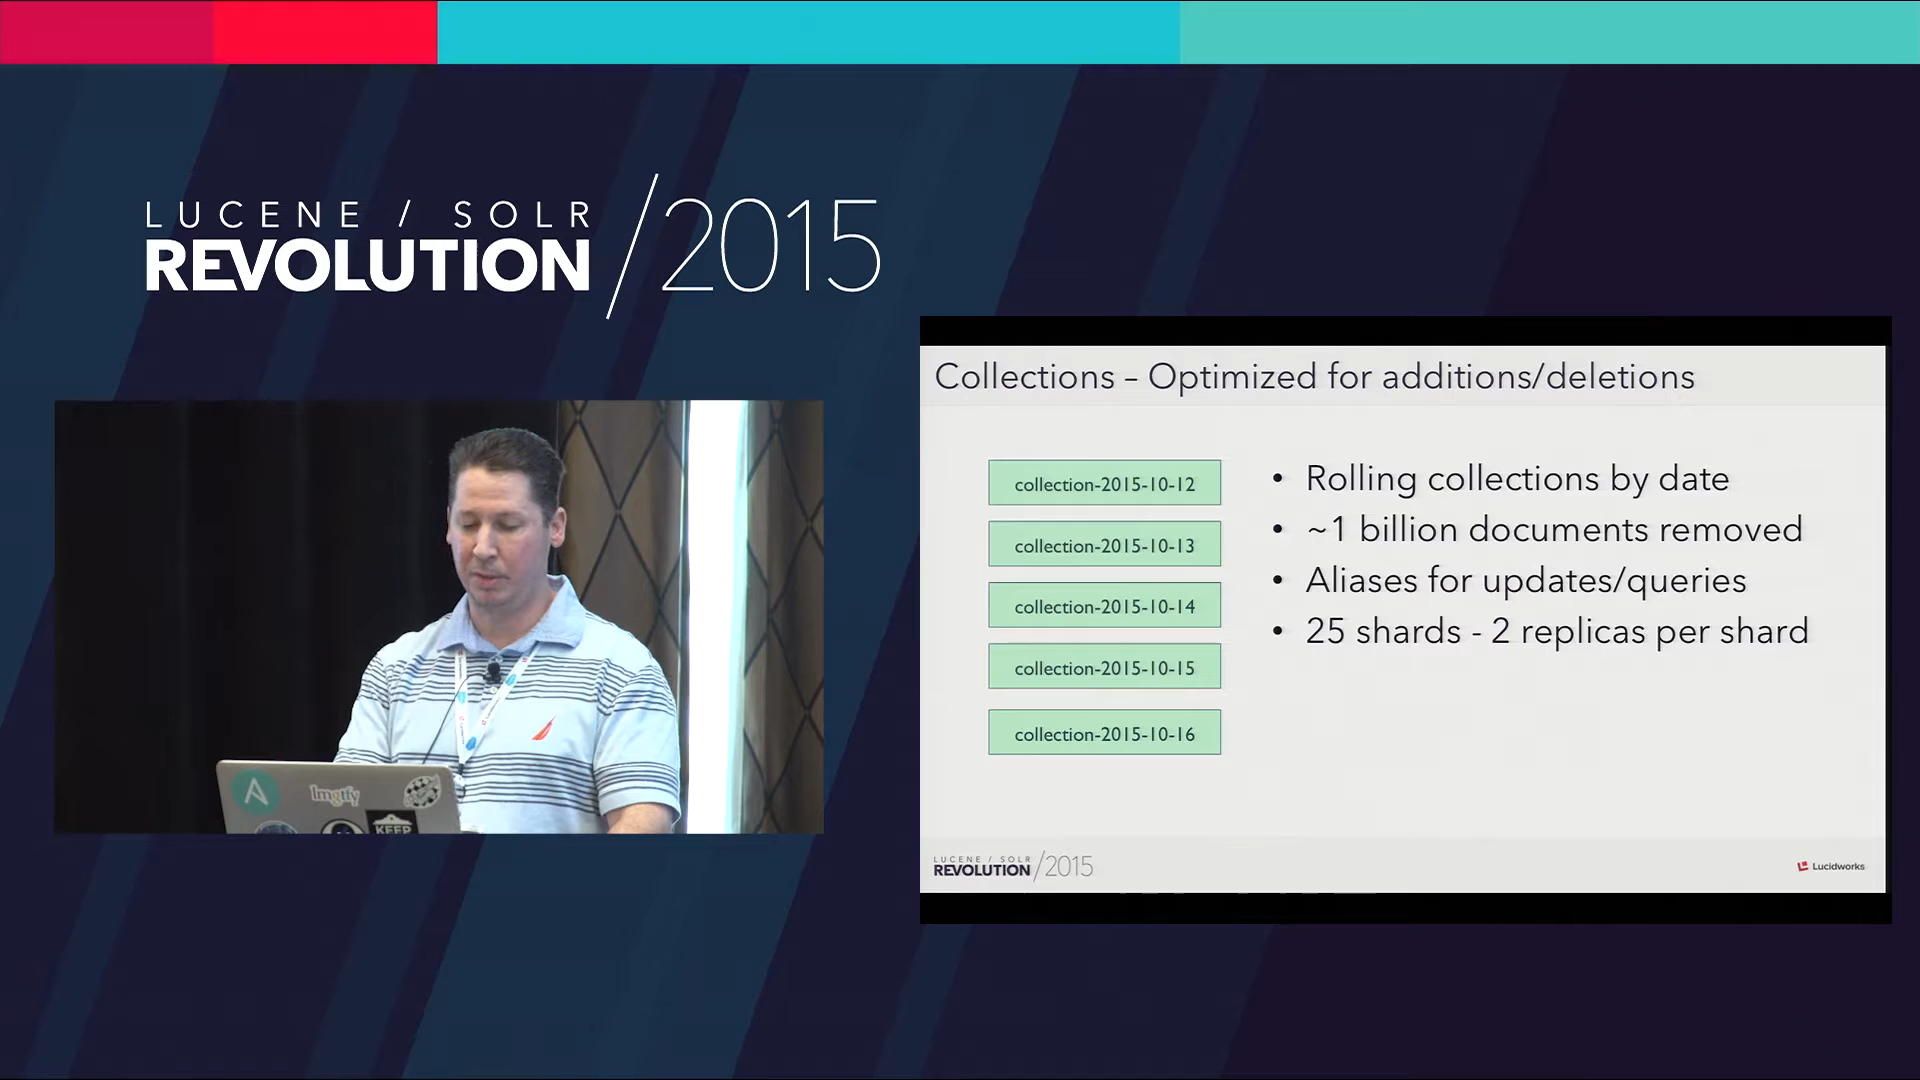 LUCENE / SOLR
REVOLUTION /2015
Collections – Optimized for additions/deletions
collection-2015-10-12
collection-2015-10-13
collection-2015-10-14
collection-2015-10-15
collection-2015-10-16
• Rolling collections by date
• ~1 billion documents removed
• Aliases for updates/queries
• 25 shards - 2 replicas per shard
lmgtfy
KEEP
LUCENE / SOLR
REVOLUTION /2015
Lucidworks